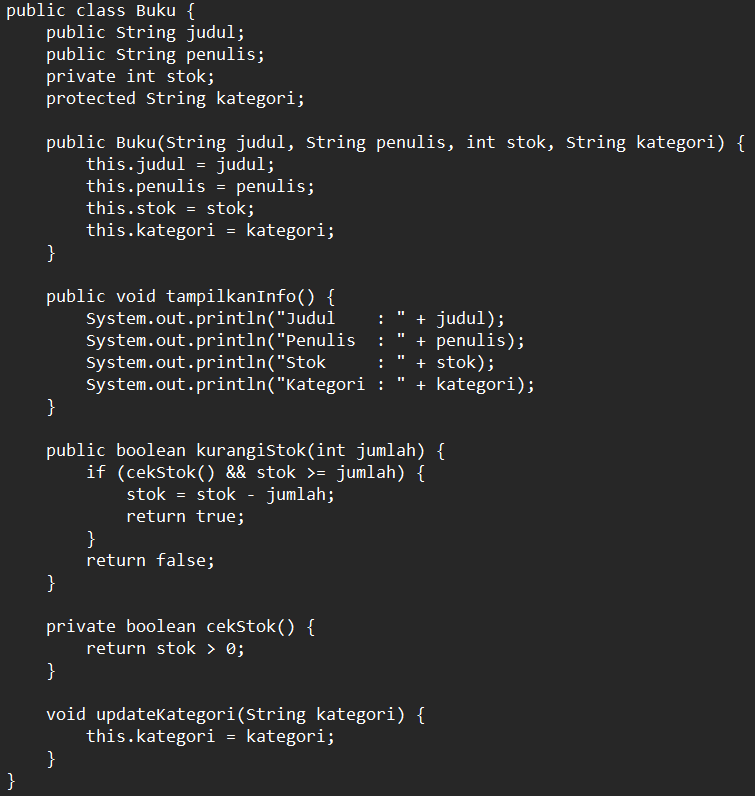 public class Buku {
    public String judul;
    public String penulis;
    private int stok;
    protected String kategori;

    public Buku(String judul, String penulis, int stok, String kategori) {
        this.judul = judul;
        this.penulis = penulis;
        this.stok = stok;
        this.kategori = kategori;
    }

    public void tampilkanInfo() {
        System.out.println("Judul    : " + judul);
        System.out.println("Penulis  : " + penulis);
        System.out.println("Stok     : " + stok);
        System.out.println("Kategori : " + kategori);
    }

    public boolean kurangiStok(int jumlah) {
        if (cekStok() && stok >= jumlah) {
            stok = stok - jumlah;
            return true;
        }
        return false;
    }

    private boolean cekStok() {
        return stok > 0;
    }

    void updateKategori(String kategori) {
        this.kategori = kategori;
    }
}